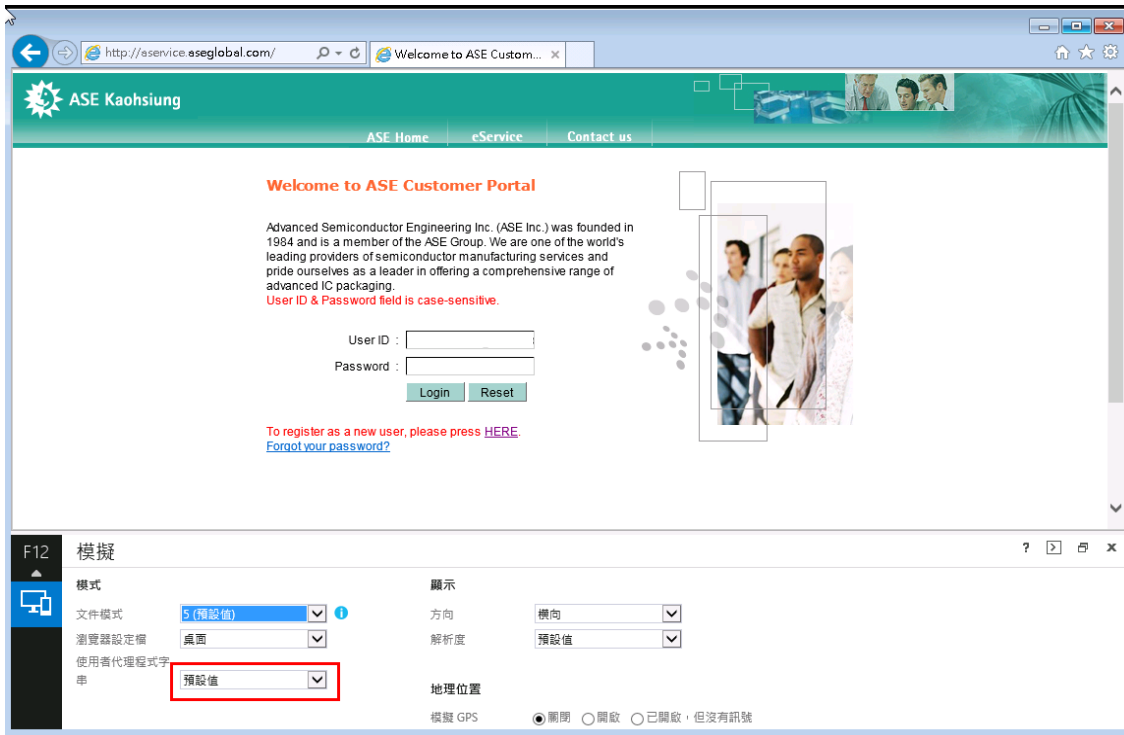 http://aservice.aseglobal.com/
Welcome to ASE Custom...
ASE Kaohsiung
ASE Home eService Contact us
Welcome to ASE Customer Portal
Advanced Semiconductor Engineering Inc. (ASE Inc.) was founded in
1984 and is a member of the ASE Group. We are one of the world's
leading providers of semiconductor manufacturing services and
pride ourselves as a leader in offering a comprehensive range of
advanced IC packaging.
User ID & Password field is case-sensitive.
User ID :
Password :
Login Reset
To register as a new user, please press HERE.
Forgot your password?
F12 模擬
模式
文件模式 5 (預設值)
瀏覽器設定檔 桌面
使用者代理程式字
串 預設值
顯示
方向 橫向
解析度 預設值
地理位置
模擬 GPS 關閉 開啟 已開啟，但沒有訊號